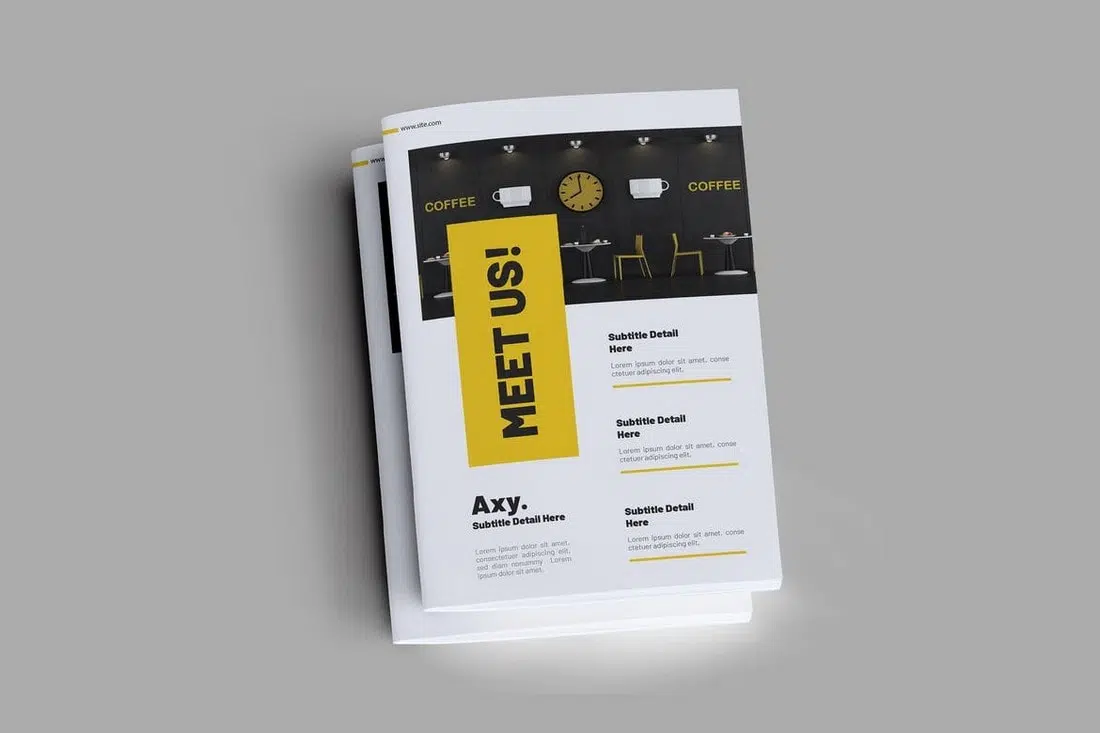 www.site.com
www
COFFEE
COFFEE
MEET US!
Subtitle Detail
Here
Lorem ipsum dolor sit amet, conse
ctetuer adipiscing elit.
Subtitle Detail
Here
Lorem ipsum dolor sit amet, conse
ctetuer adipiscing elit.
Subtitle Detail
Here
Lorem ipsum dolor sit amet, conse
ctetuer adipiscing elit.
Axy.
Subtitle Detail Here
Lorem ipsum dolor sit amet,
consectetuer adipiscing elit,
sed diam nonummy Lorem
ipsum dolor sit amet.